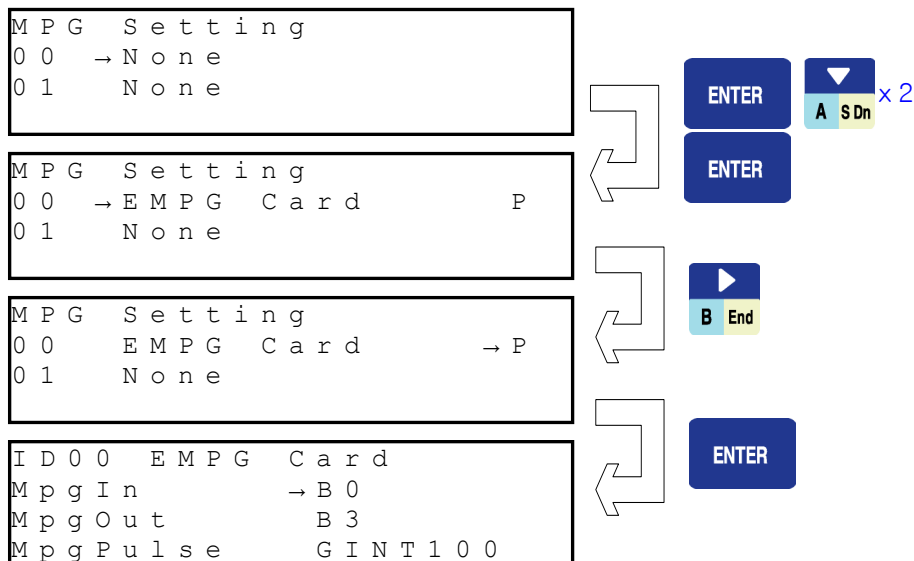 MPG Setting
00 →None
01 None
ENTER
A S Dn
x 2
ENTER
MPG Setting
00 →EMPG Card P
01 None
B End
MPG Setting
00 EMPG Card →P
01 None
ENTER
ID00 EMPG Card
MpgIn →B0
MpgOut B3
MpgPulse GINT100